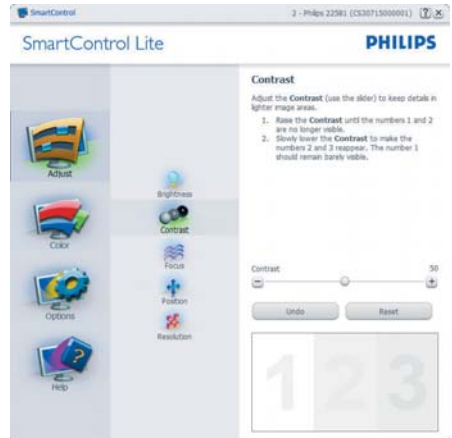 SmartControl
2 - Philips 225B1 (CS30715000001)
SmartControl Lite
PHILIPS
Adjust
Color
Options
Help
Brightness
Contrast
Focus
Position
Resolution
Contrast
Adjust the Contrast (use the slider) to keep details in
lighter image areas.
1. Raise the Contrast until the numbers 1 and 2
are no longer visible.
2. Slowly lower the Contrast to make the
numbers 2 and 3 reappear. The number 1
should remain barely visible.
Contrast
50
Undo
Reset
1 2 3